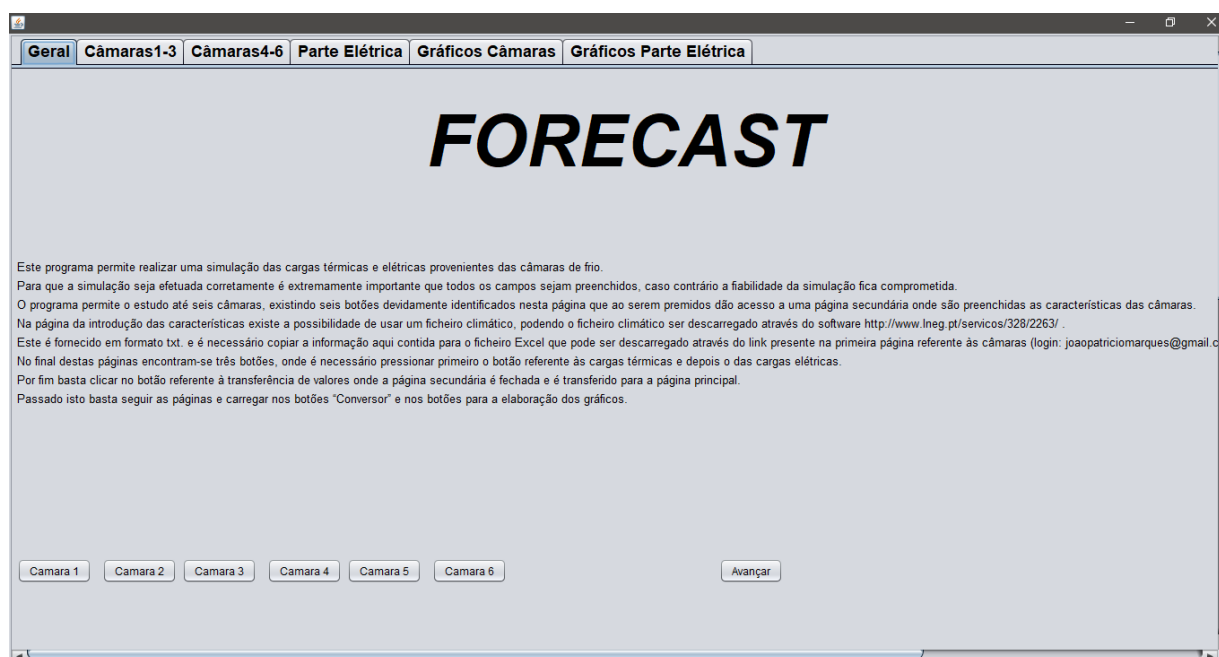 Geral Câmaras1-3 Câmaras4-6 Parte Elétrica Gráficos Câmaras Gráficos Parte Elétrica
FORECAST
Este programa permite realizar uma simulação das cargas térmicas e elétricas provenientes das câmaras de frio.
Para que a simulação seja efetuada corretamente é extremamente importante que todos os campos sejam preenchidos, caso contrário a fiabilidade da simulação fica comprometida.
O programa permite o estudo até seis câmaras, existindo seis botões devidamente identificados nesta página que ao serem premidos dão acesso a uma página secundária onde são preenchidas as características das câmaras.
Na página da introdução das características existe a possibilidade de usar um ficheiro climático, podendo o ficheiro climático ser descarregado através do software http://www.lneg.pt/servicos/328/2263/ .
Este é fornecido em formato txt. e é necessário copiar a informação aqui contida para o ficheiro Excel que pode ser descarregado através do link presente na primeira página referente às câmaras (login: joaopatriciomarques@gmail.c
No final destas páginas encontram-se três botões, onde é necessário pressionar primeiro o botão referente às cargas térmicas e depois o das cargas elétricas.
Por fim basta clicar no botão referente à transferência de valores onde a página secundária é fechada e é transferido para a página principal.
Passado isto basta seguir as páginas e carregar nos botões “Conversor” e nos botões para a elaboração dos gráficos.
Camara 1 Camara 2 Camara 3 Camara 4 Camara 5 Camara 6 Avançar